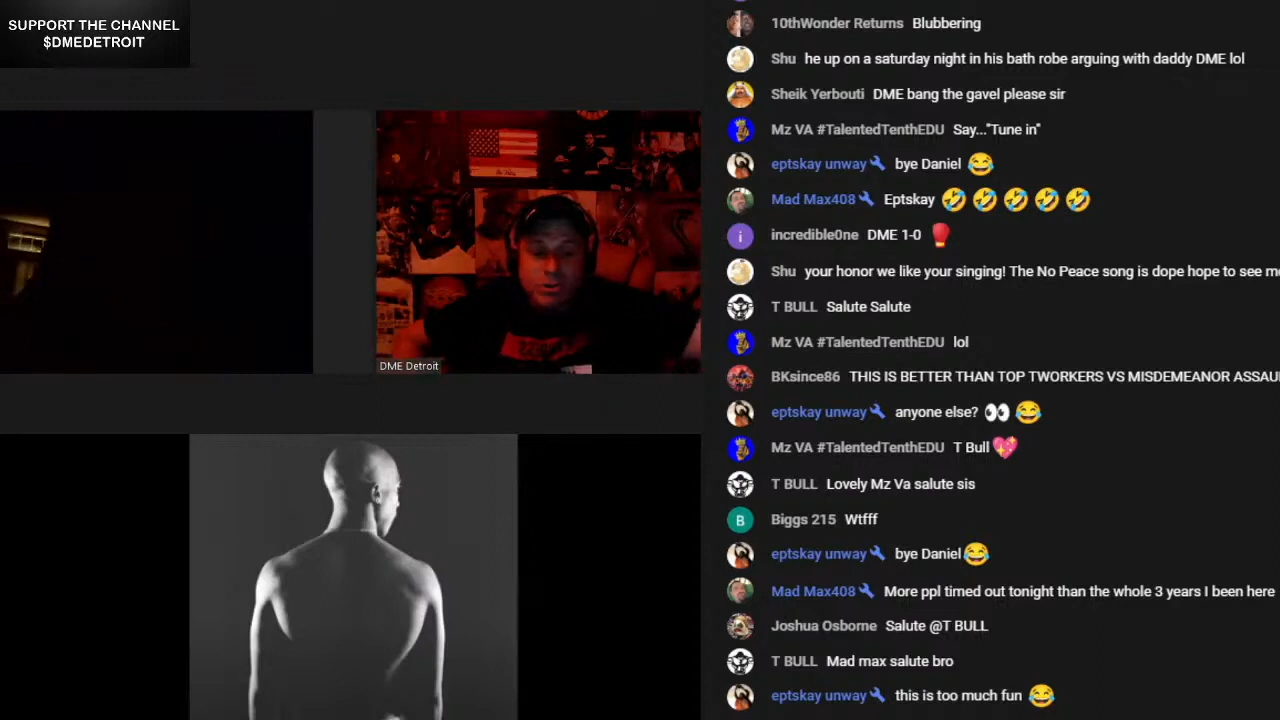 SUPPORT THE CHANNEL
$DMEDETROIT
DME Detroit
10thWonder Returns Blubbering
Shu he up on a saturday night in his bath robe arguing with daddy DME lol
Sheik Yerbouti DME bang the gavel please sir
Mz VA #TalentedTenthEDU Say..."Tune in"
eptskay unway bye Daniel 😂
Mad Max408 Eptskay 🤣🤣🤣🤣🤣
incredible0ne DME 1-0 🥊
i
Shu your honor we like your singing! The No Peace song is dope hope to see
T BULL Salute Salute
Mz VA #TalentedTenthEDU lol
BKsince86 THIS IS BETTER THAN TOP TWORKERS VS MISDEMEANOR
eptskay unway anyone else? 👀😂
Mz VA #TalentedTenthEDU T Bull 💖
T BULL Lovely Mz Va salute sis
B
Biggs 215 Wtfff
eptskay unway bye Daniel 😂
Mad Max408 More ppl timed out tonight than the whole 3 years I been here
Joshua Osborne Salute @T BULL
T BULL Mad max salute bro
eptskay unway this is too much fun 😂